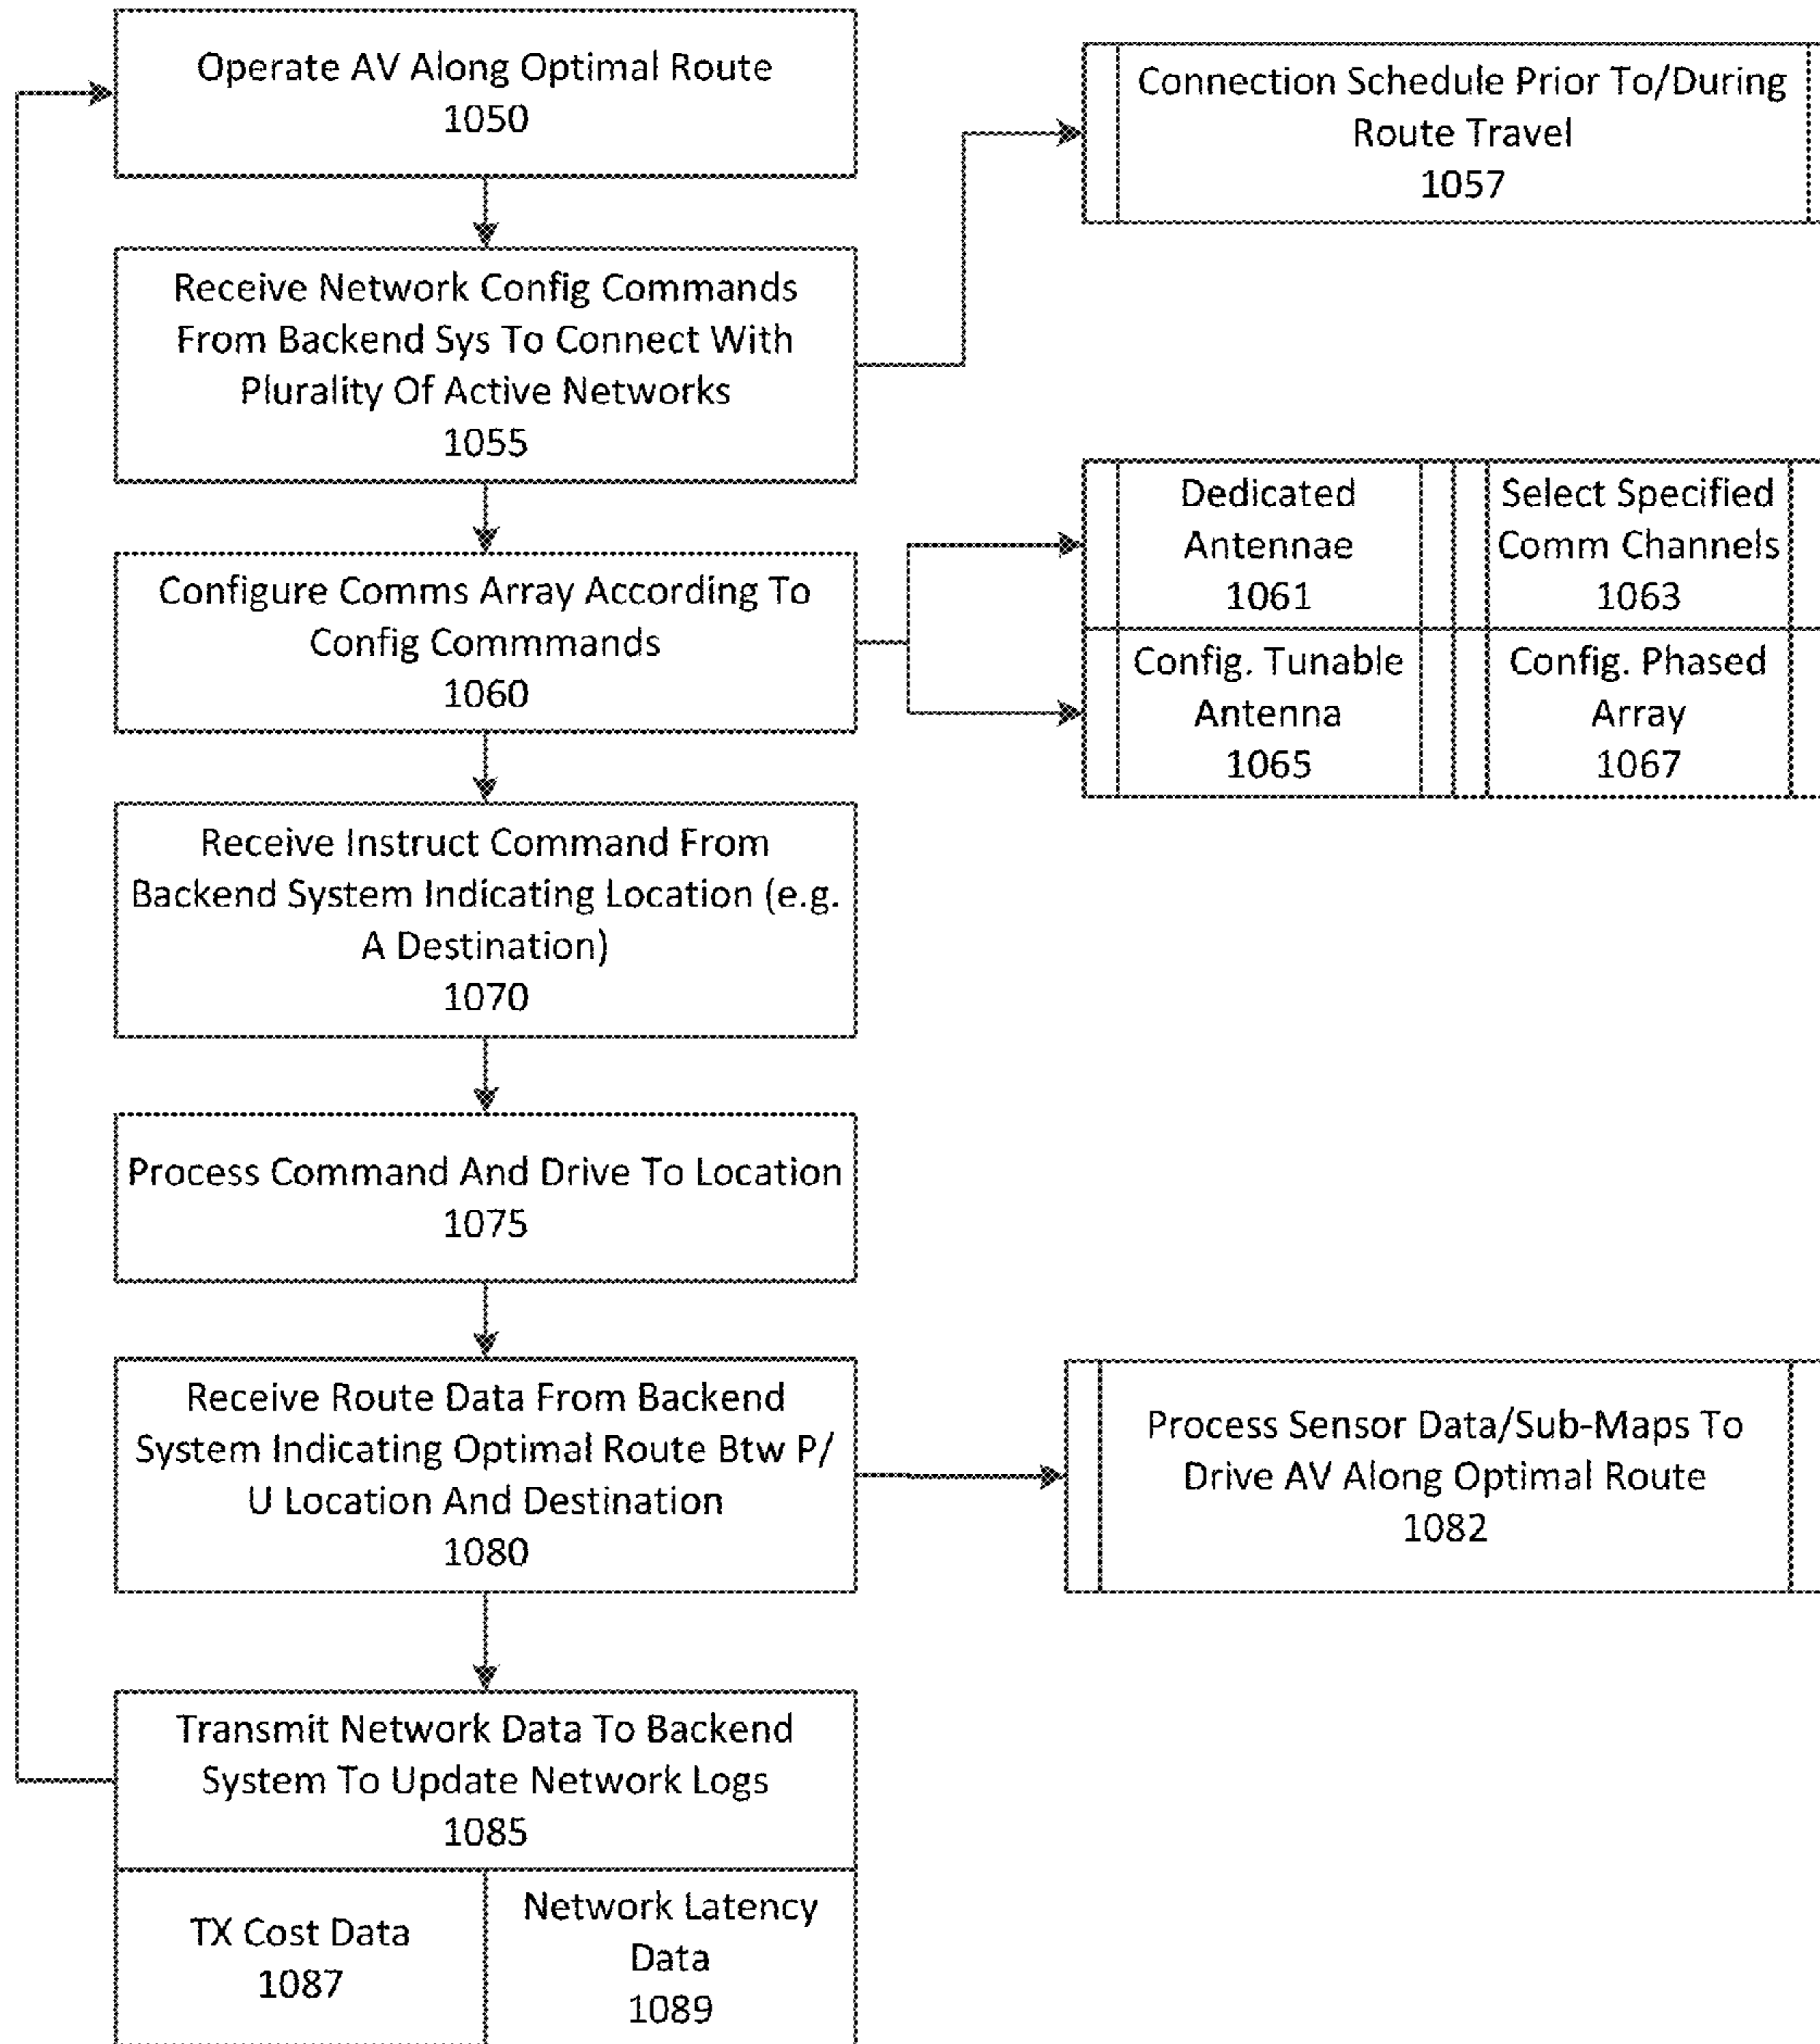 Operate AV Along Optimal Route
1050
Connection Schedule Prior To/During
Route Travel
1057
Receive Network Config Commands
From Backend Sys To Connect With
Plurality Of Active Networks
1055
Configure Comms Array According To
Config Commmands
1060
Dedicated
Antennae
1061
Select Specified
Comm Channels
1063
Config. Tunable
Antenna
1065
Config. Phased
Array
1067
Receive Instruct Command From
Backend System Indicating Location (e.g.
A Destination)
1070
Process Command And Drive To Location
1075
Receive Route Data From Backend
System Indicating Optimal Route Btw P/
U Location And Destination
1080
Process Sensor Data/Sub-Maps To
Drive AV Along Optimal Route
1082
Transmit Network Data To Backend
System To Update Network Logs
1085
TX Cost Data
1087
Network Latency
Data
1089